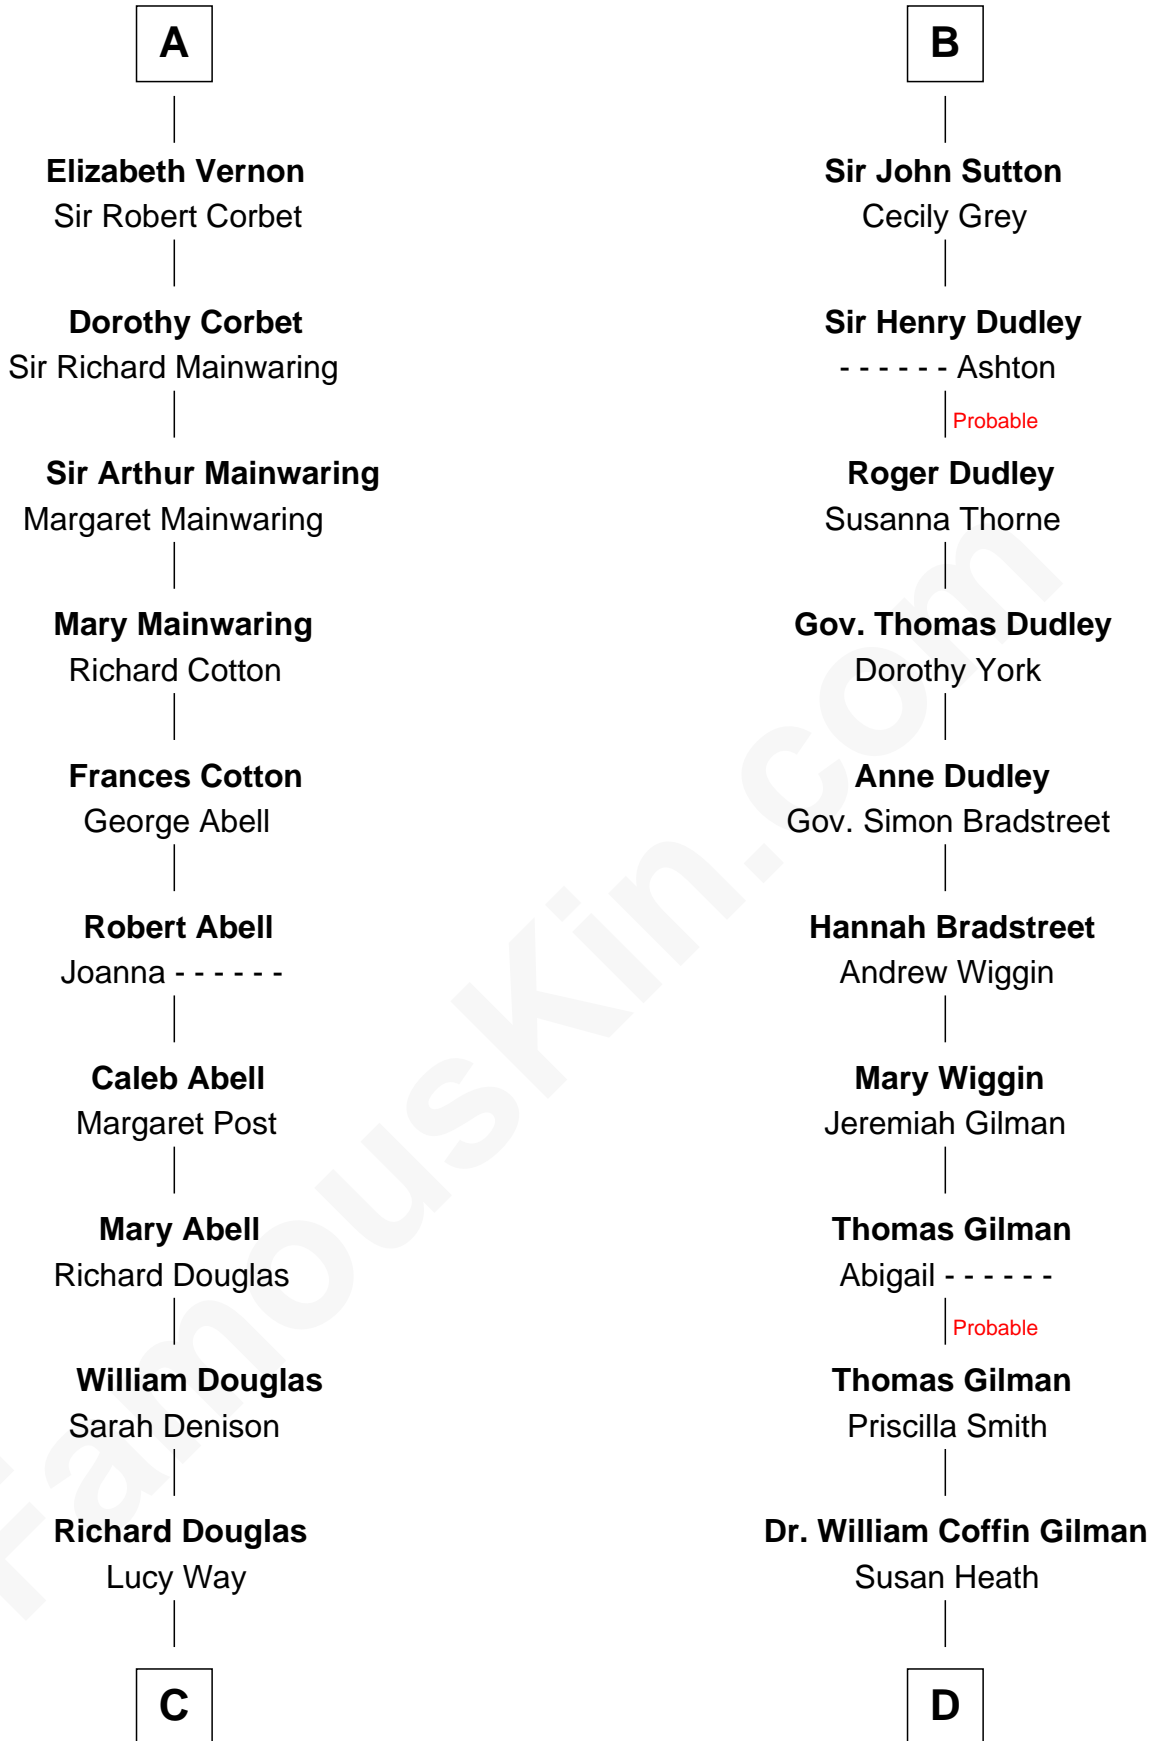 A
Elizabeth Vernon
Sir Robert Corbet
Dorothy Corbet
Sir Richard Mainwaring
Sir Arthur Mainwaring
Margaret Mainwaring
Mary Mainwaring
Richard Cotton
Frances Cotton
George Abell
Robert Abell
Joanna - - - - - -
Caleb Abell
Margaret Post
Mary Abell
Richard Douglas
William Douglas
Sarah Denison
Richard Douglas
Lucy Way
C
B
Sir John Sutton
Cecily Grey
Sir Henry Dudley
- - - - - - Ashton
Probable
Roger Dudley
Susanna Thorne
Gov. Thomas Dudley
Dorothy York
Anne Dudley
Gov. Simon Bradstreet
Hannah Bradstreet
Andrew Wiggin
Mary Wiggin
Jeremiah Gilman
Thomas Gilman
Abigail - - - - - -
Probable
Thomas Gilman
Priscilla Smith
Dr. William Coffin Gilman
Susan Heath
D
FamousKin.com